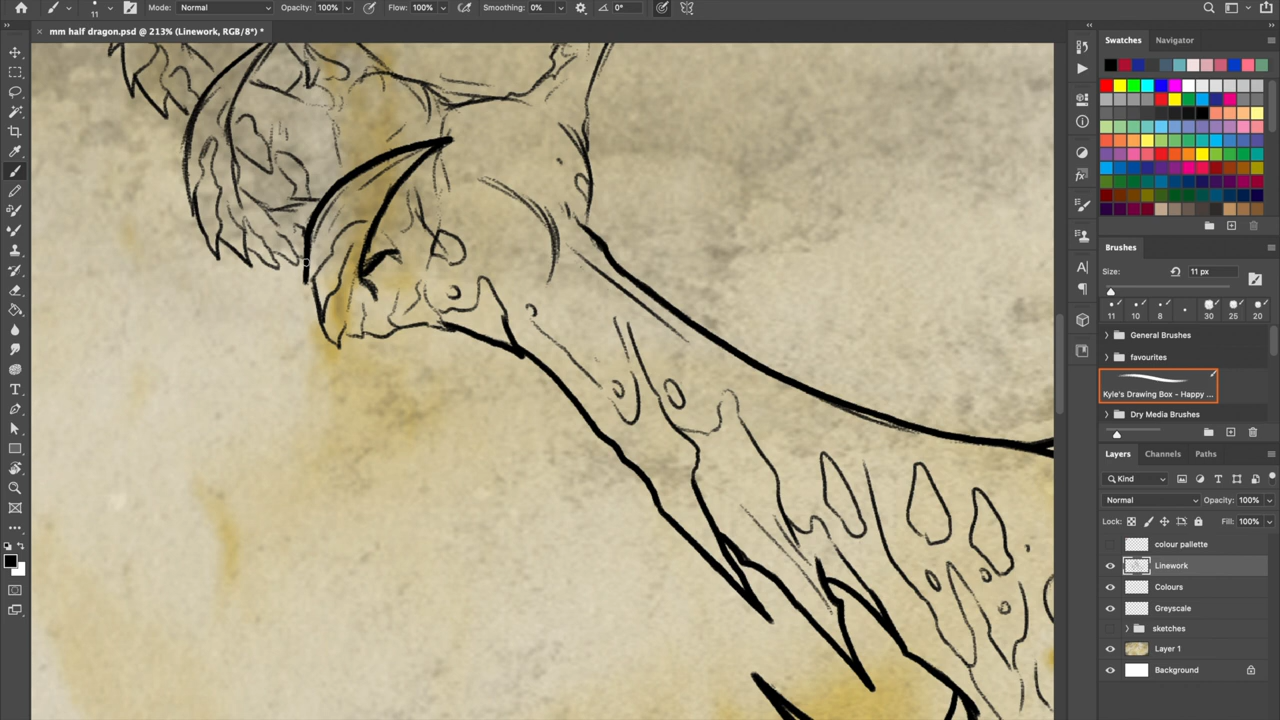 Mode: Normal Opacity: 100% Flow: 100% Smoothing: 0% 0°
11
× mm half dragon.psd @ 213% (Linework, RGB/8*) *
Swatches Navigator
Brushes
Size: 11 px
11 10 8 30 25 20
General Brushes
favourites
Kyle's Drawing Box - Happy ...
Dry Media Brushes
Layers Channels Paths
Kind
Normal Opacity: 100%
Lock: Fill: 100%
colour pallette
Linework
Colours
Greyscale
sketches
Layer 1
Background